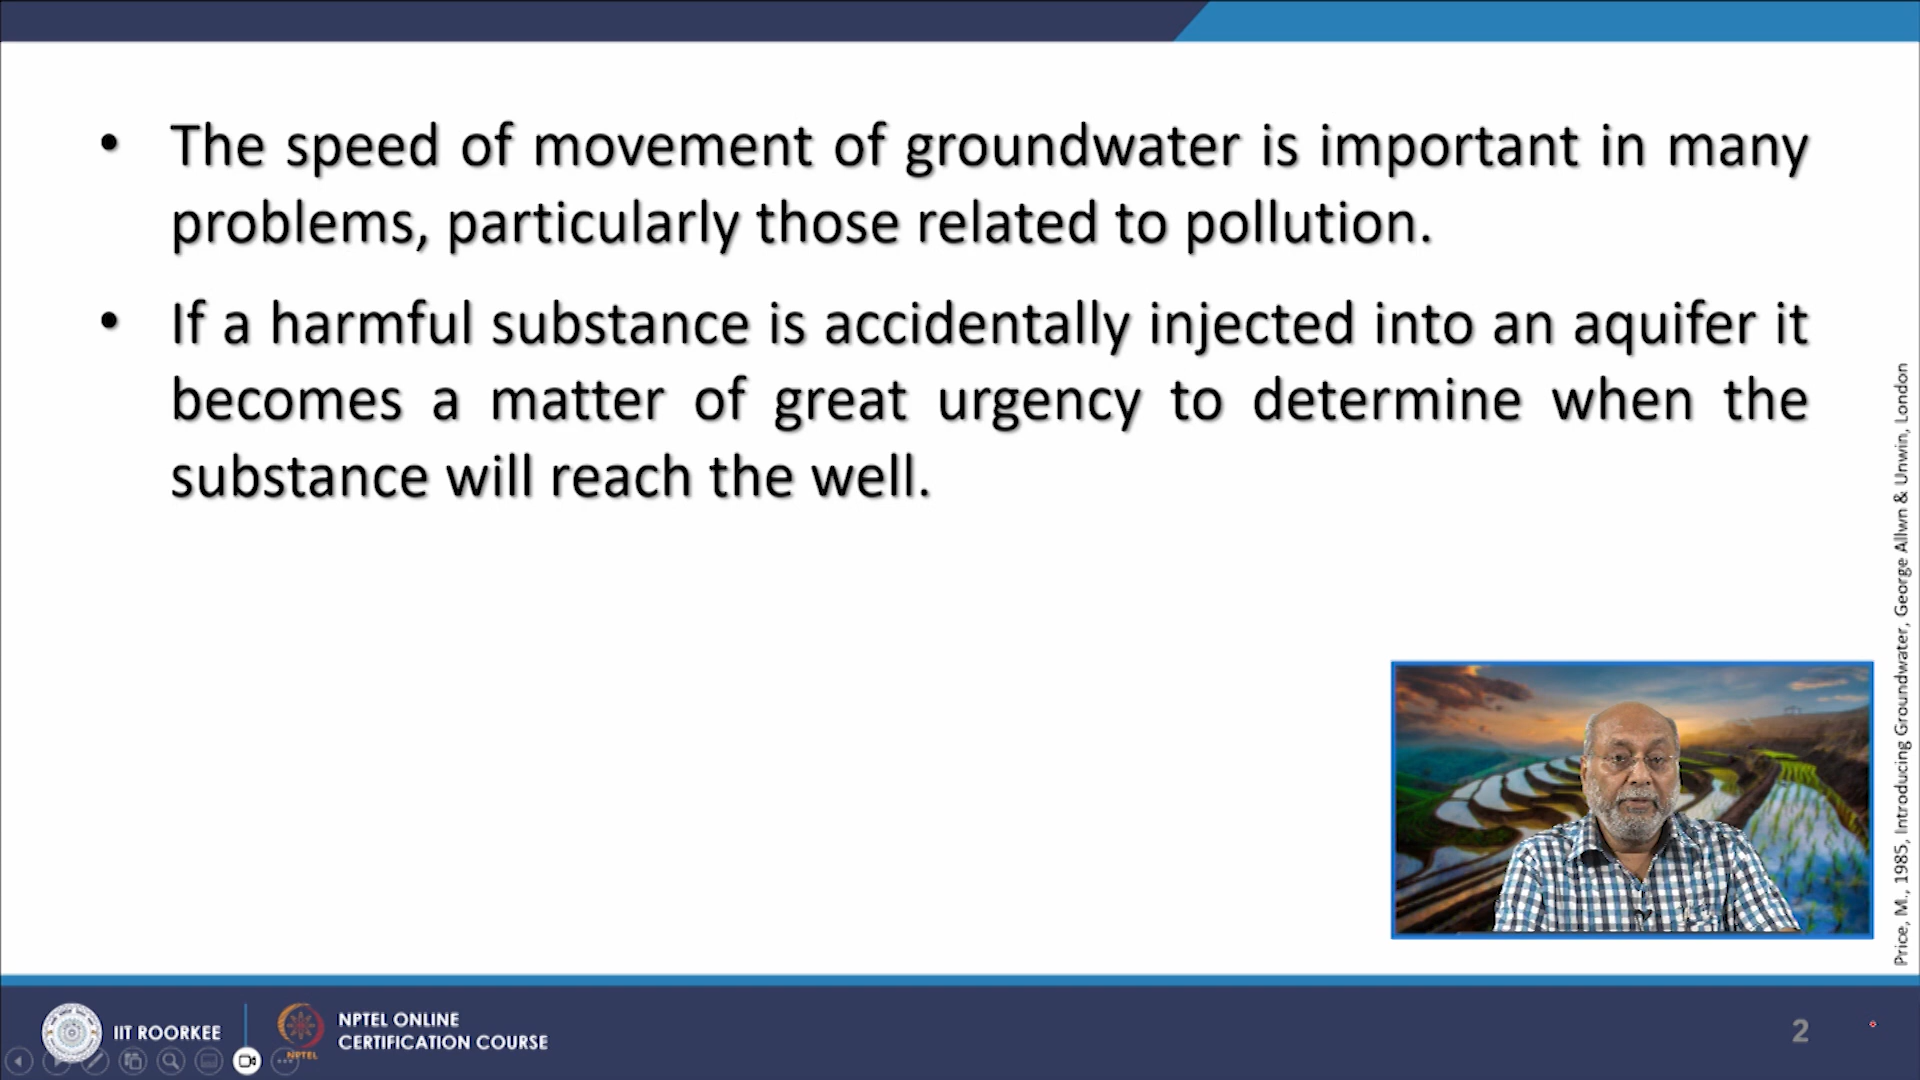 • The speed of movement of groundwater is important in many
problems, particularly those related to pollution.
• If a harmful substance is accidentally injected into an aquifer it
becomes a matter of great urgency to determine when the
substance will reach the well.
Price, M., 1985, Introducing Groundwater, George Allwn & Unwin, London
IIT ROORKEE
NPTEL
NPTEL ONLINE
CERTIFICATION COURSE
2